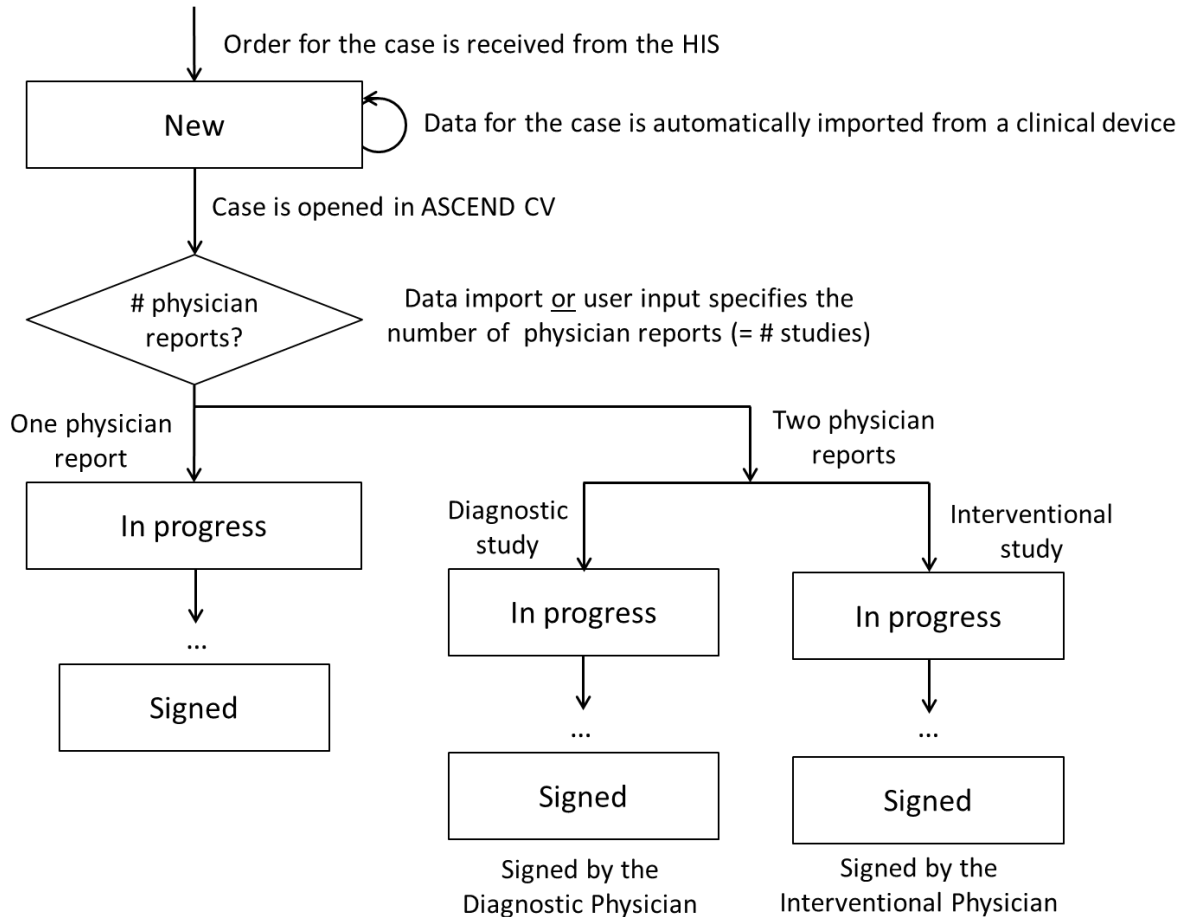 Order for the case is received from the HIS
New
Data for the case is automatically imported from a clinical device
Case is opened in ASCEND CV
# physician
reports?
Data import or user input specifies the
number of physician reports (= # studies)
One physician
report
Two physician
reports
In progress
...
Signed
Diagnostic
study
In progress
...
Signed
Signed by the
Diagnostic Physician
Interventional
study
In progress
...
Signed
Signed by the
Interventional Physician